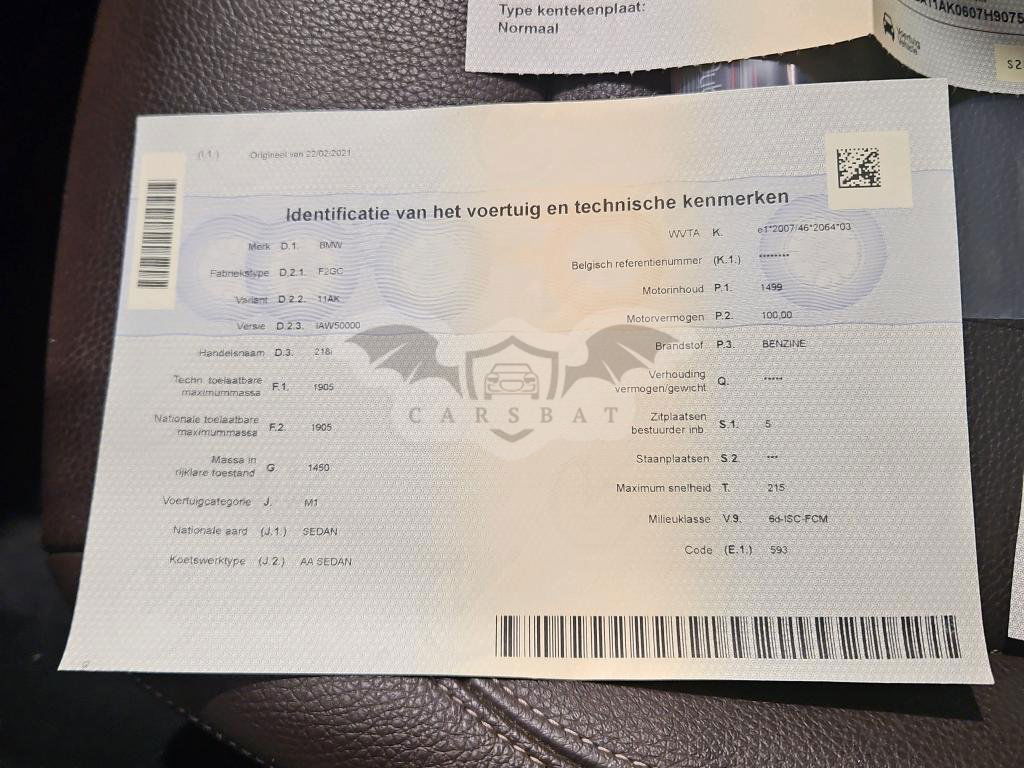 Type kentekenplaat:
Normaal
Voertuig
Vehicule
S2
(I.1.) Origineel van 22/02/2021
Identificatie van het voertuig en technische kenmerken
Merk D.1. BMW
Fabriekstype D.2.1. F2GC
Variant D.2.2. 11AK
Versie D.2.3. IAW50000
Handelsnaam D.3. 218i
Techn. toelaatbare
maximummassa F.1. 1905
Nationale toelaatbare
maximummassa F.2. 1905
Massa in
rijklare toestand G. 1450
Voertuigcategorie J. M1
Nationale aard (J.1.) SEDAN
Koetswerktype (J.2.) AA SEDAN
WVTA K. e1*2007/46*2064*03
Belgisch referentienummer (K.1.) ********
Motorinhoud P.1. 1499
Motorvermogen P.2. 100,00
Brandstof P.3. BENZINE
Verhouding
vermogen/gewicht Q. *****
Zitplaatsen
bestuurder inb. S.1. 5
Staanplaatsen S.2. ***
Maximum snelheid T. 215
Milieuklasse V.9. 6d-ISC-FCM
Code (E.1.) 593
CARSBAT